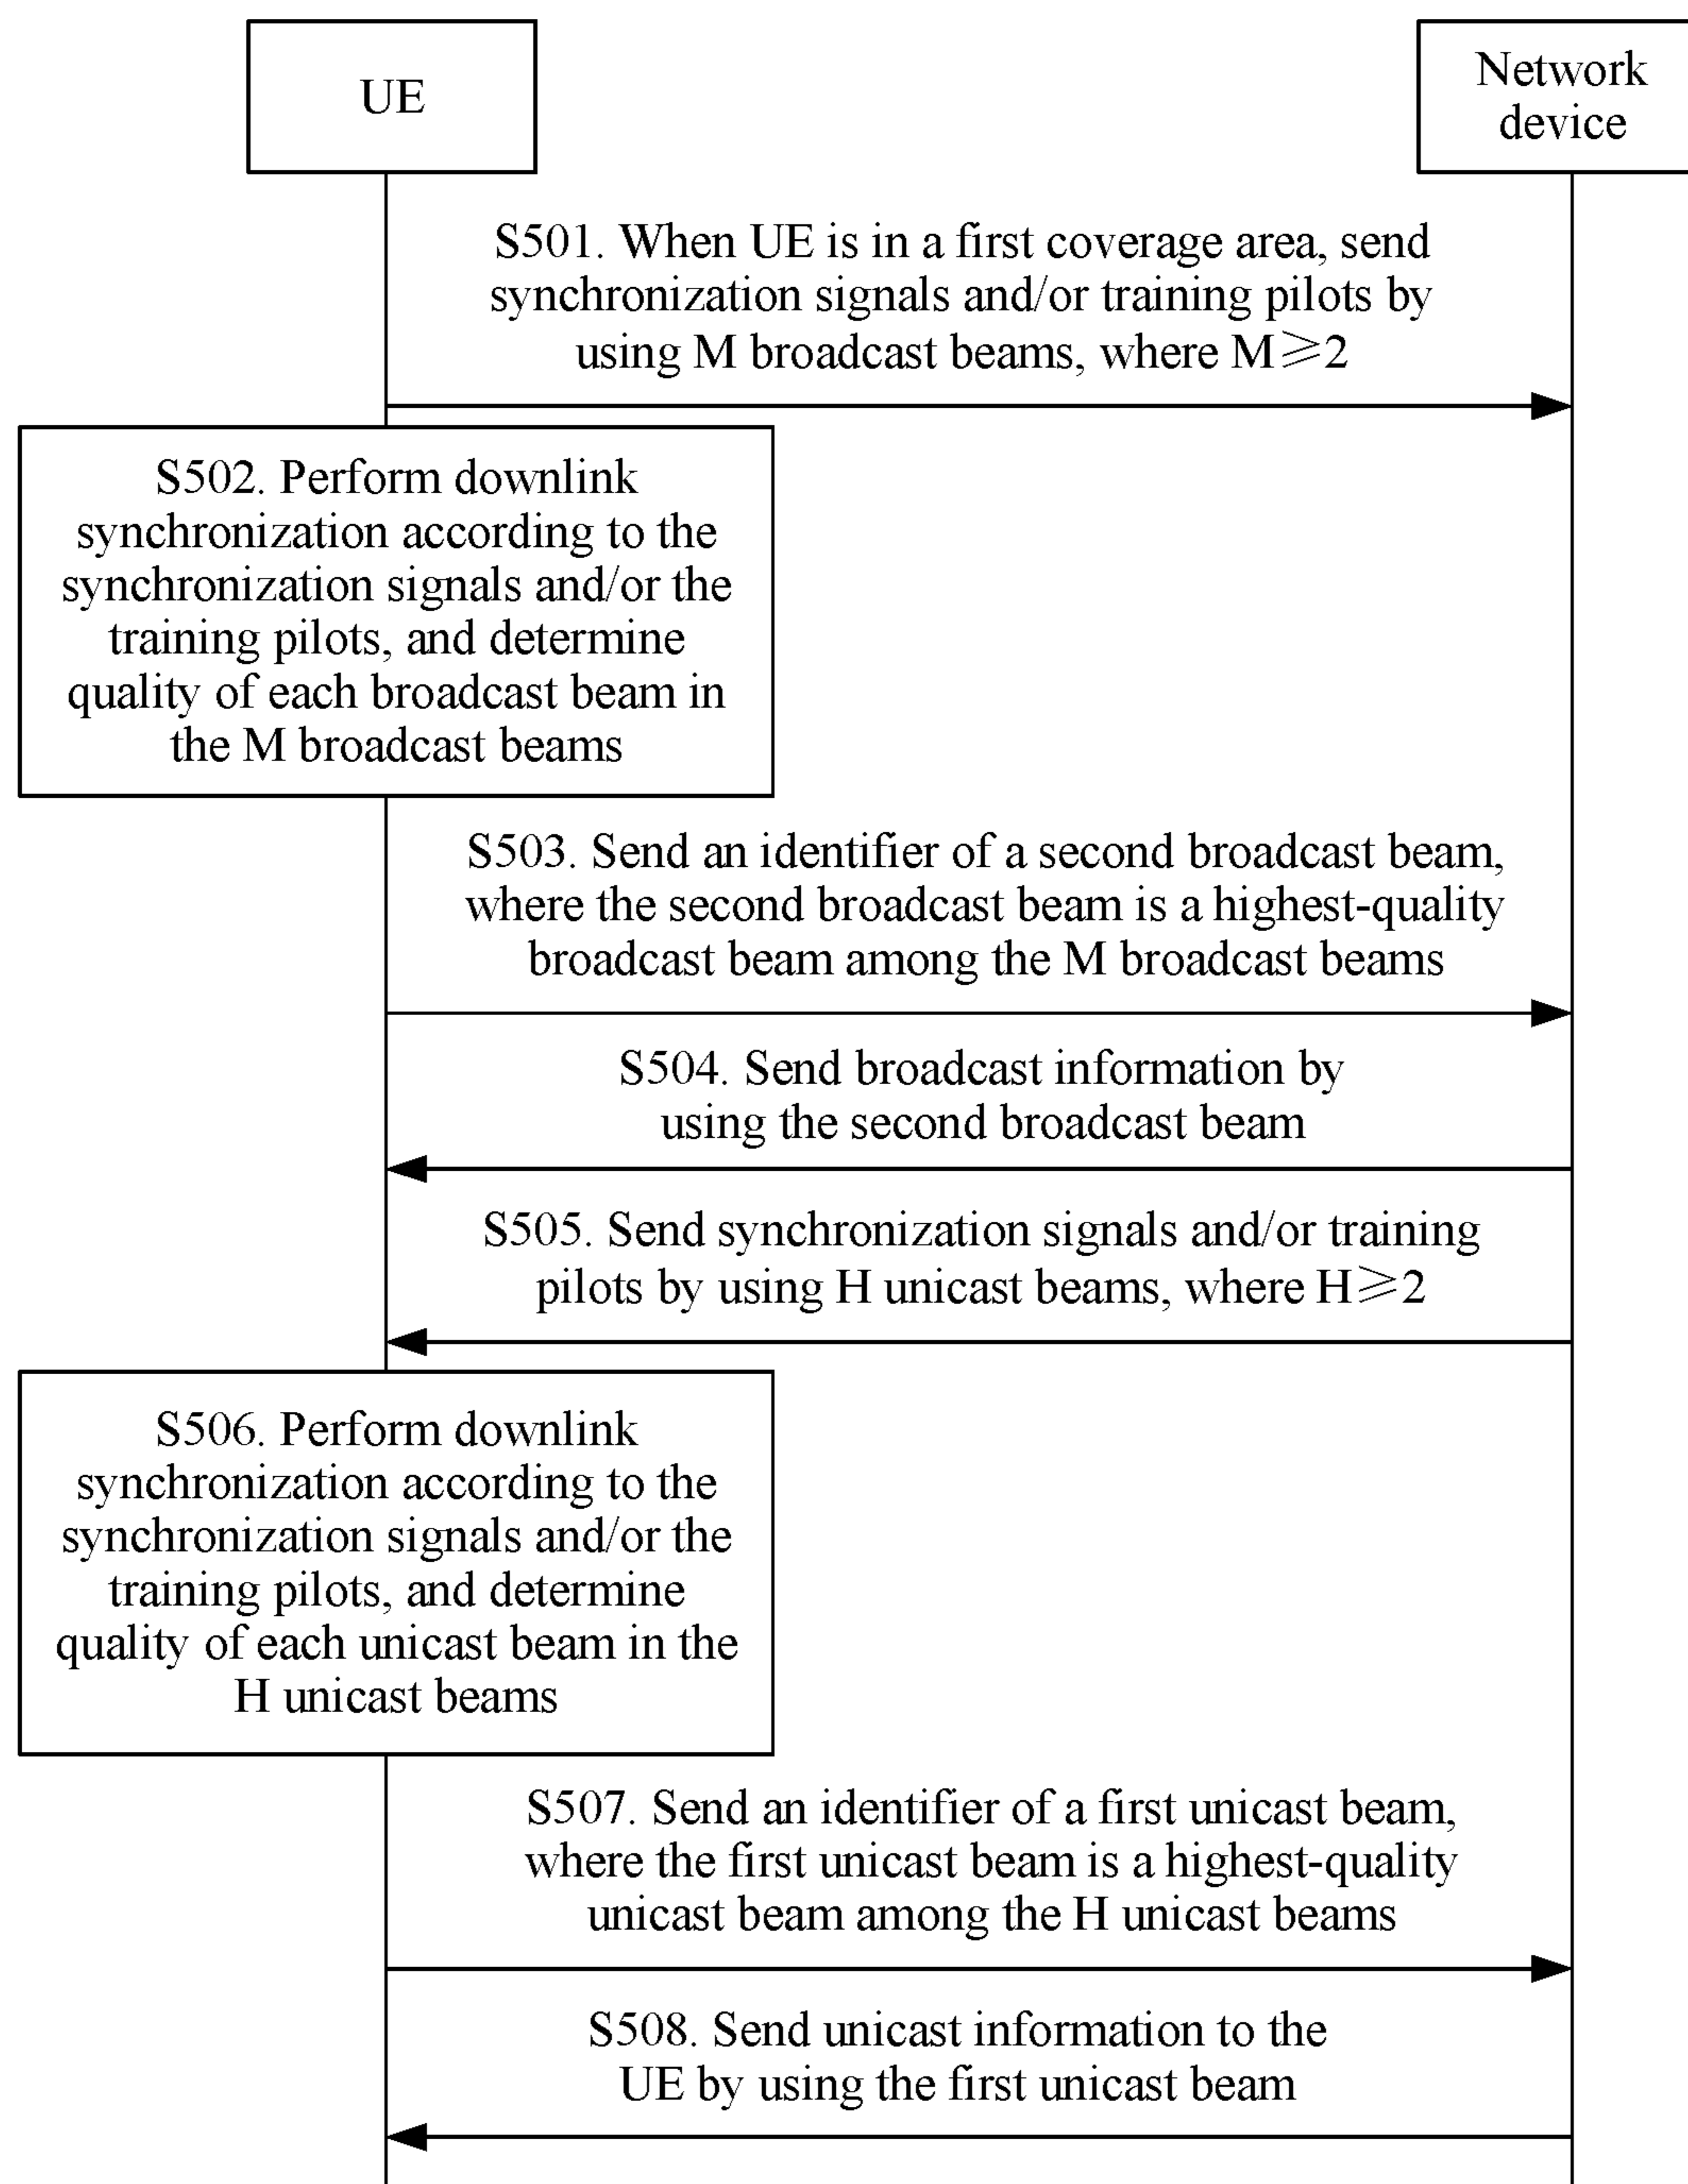 UE
Network
device
S501. When UE is in a first coverage area, send
synchronization signals and/or training pilots by
using M broadcast beams, where M⩾2
S502. Perform downlink
synchronization according to the
synchronization signals and/or the
training pilots, and determine
quality of each broadcast beam in
the M broadcast beams
S503. Send an identifier of a second broadcast beam,
where the second broadcast beam is a highest-quality
broadcast beam among the M broadcast beams
S504. Send broadcast information by
using the second broadcast beam
S505. Send synchronization signals and/or training
pilots by using H unicast beams, where H⩾2
S506. Perform downlink
synchronization according to the
synchronization signals and/or the
training pilots, and determine
quality of each unicast beam in the
H unicast beams
S507. Send an identifier of a first unicast beam,
where the first unicast beam is a highest-quality
unicast beam among the H unicast beams
S508. Send unicast information to the
UE by using the first unicast beam